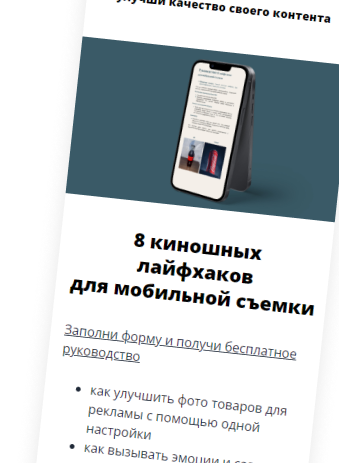 улучши качество своего контента
8 киношных
лайфхаков
для мобильной съемки
Заполни форму и получи бесплатное
руководство
• как улучшить фото товаров для
рекламы с помощью одной
настройки
• как вызывать эмоции и